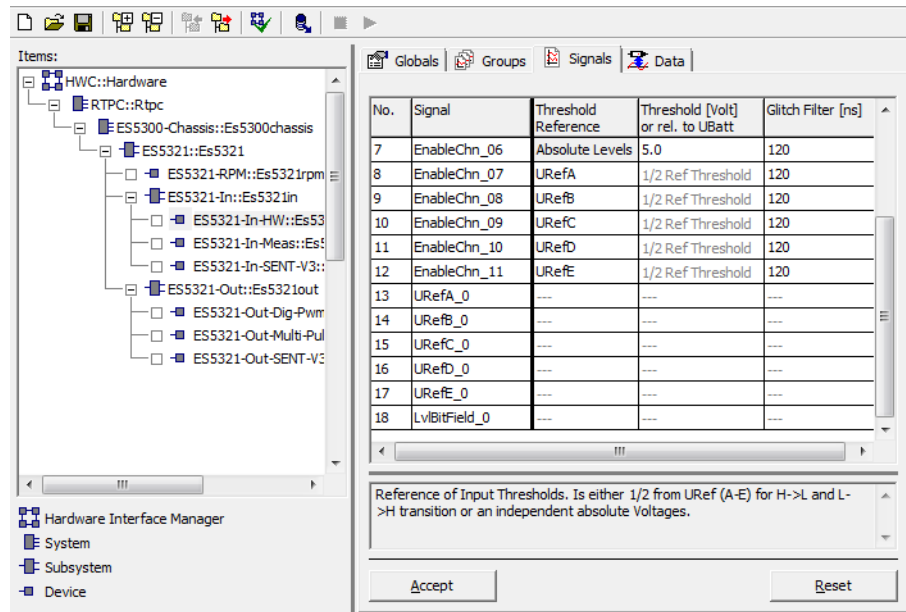 Items:
HWC::Hardware
RTPC::Rtpc
ES5300-Chassis::Es5300chassis
ES5321::Es5321
ES5321-RPM::Es5321rpm
ES5321-In::Es5321in
ES5321-In-HW::Es53
ES5321-In-Meas::Es5
ES5321-In-SENT-V3::
ES5321-Out::Es5321out
ES5321-Out-Dig-Pwm
ES5321-Out-Multi-Pul
ES5321-Out-SENT-V3
Hardware Interface Manager
System
Subsystem
Device
Globals Groups Signals Data
No. Signal Threshold Reference Threshold [Volt] or rel. to UBatt Glitch Filter [ns]
7 EnableChn_06 Absolute Levels 5.0 120
8 EnableChn_07 URefA 1/2 Ref Threshold 120
9 EnableChn_08 URefB 1/2 Ref Threshold 120
10 EnableChn_09 URefC 1/2 Ref Threshold 120
11 EnableChn_10 URefD 1/2 Ref Threshold 120
12 EnableChn_11 URefE 1/2 Ref Threshold 120
13 URefA_0 --- --- ---
14 URefB_0 --- --- ---
15 URefC_0 --- --- ---
16 URefD_0 --- --- ---
17 URefE_0 --- --- ---
18 LvlBitField_0 --- --- ---
Reference of Input Thresholds. Is either 1/2 from URef (A-E) for H->L and L-
>H transition or an independent absolute Voltages.
Accept Reset